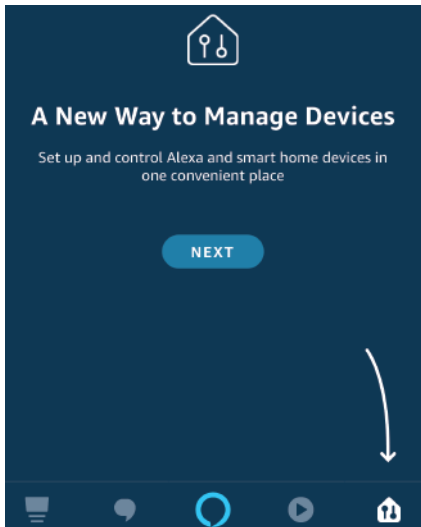 A New Way to Manage Devices
Set up and control Alexa and smart home devices in
one convenient place
NEXT